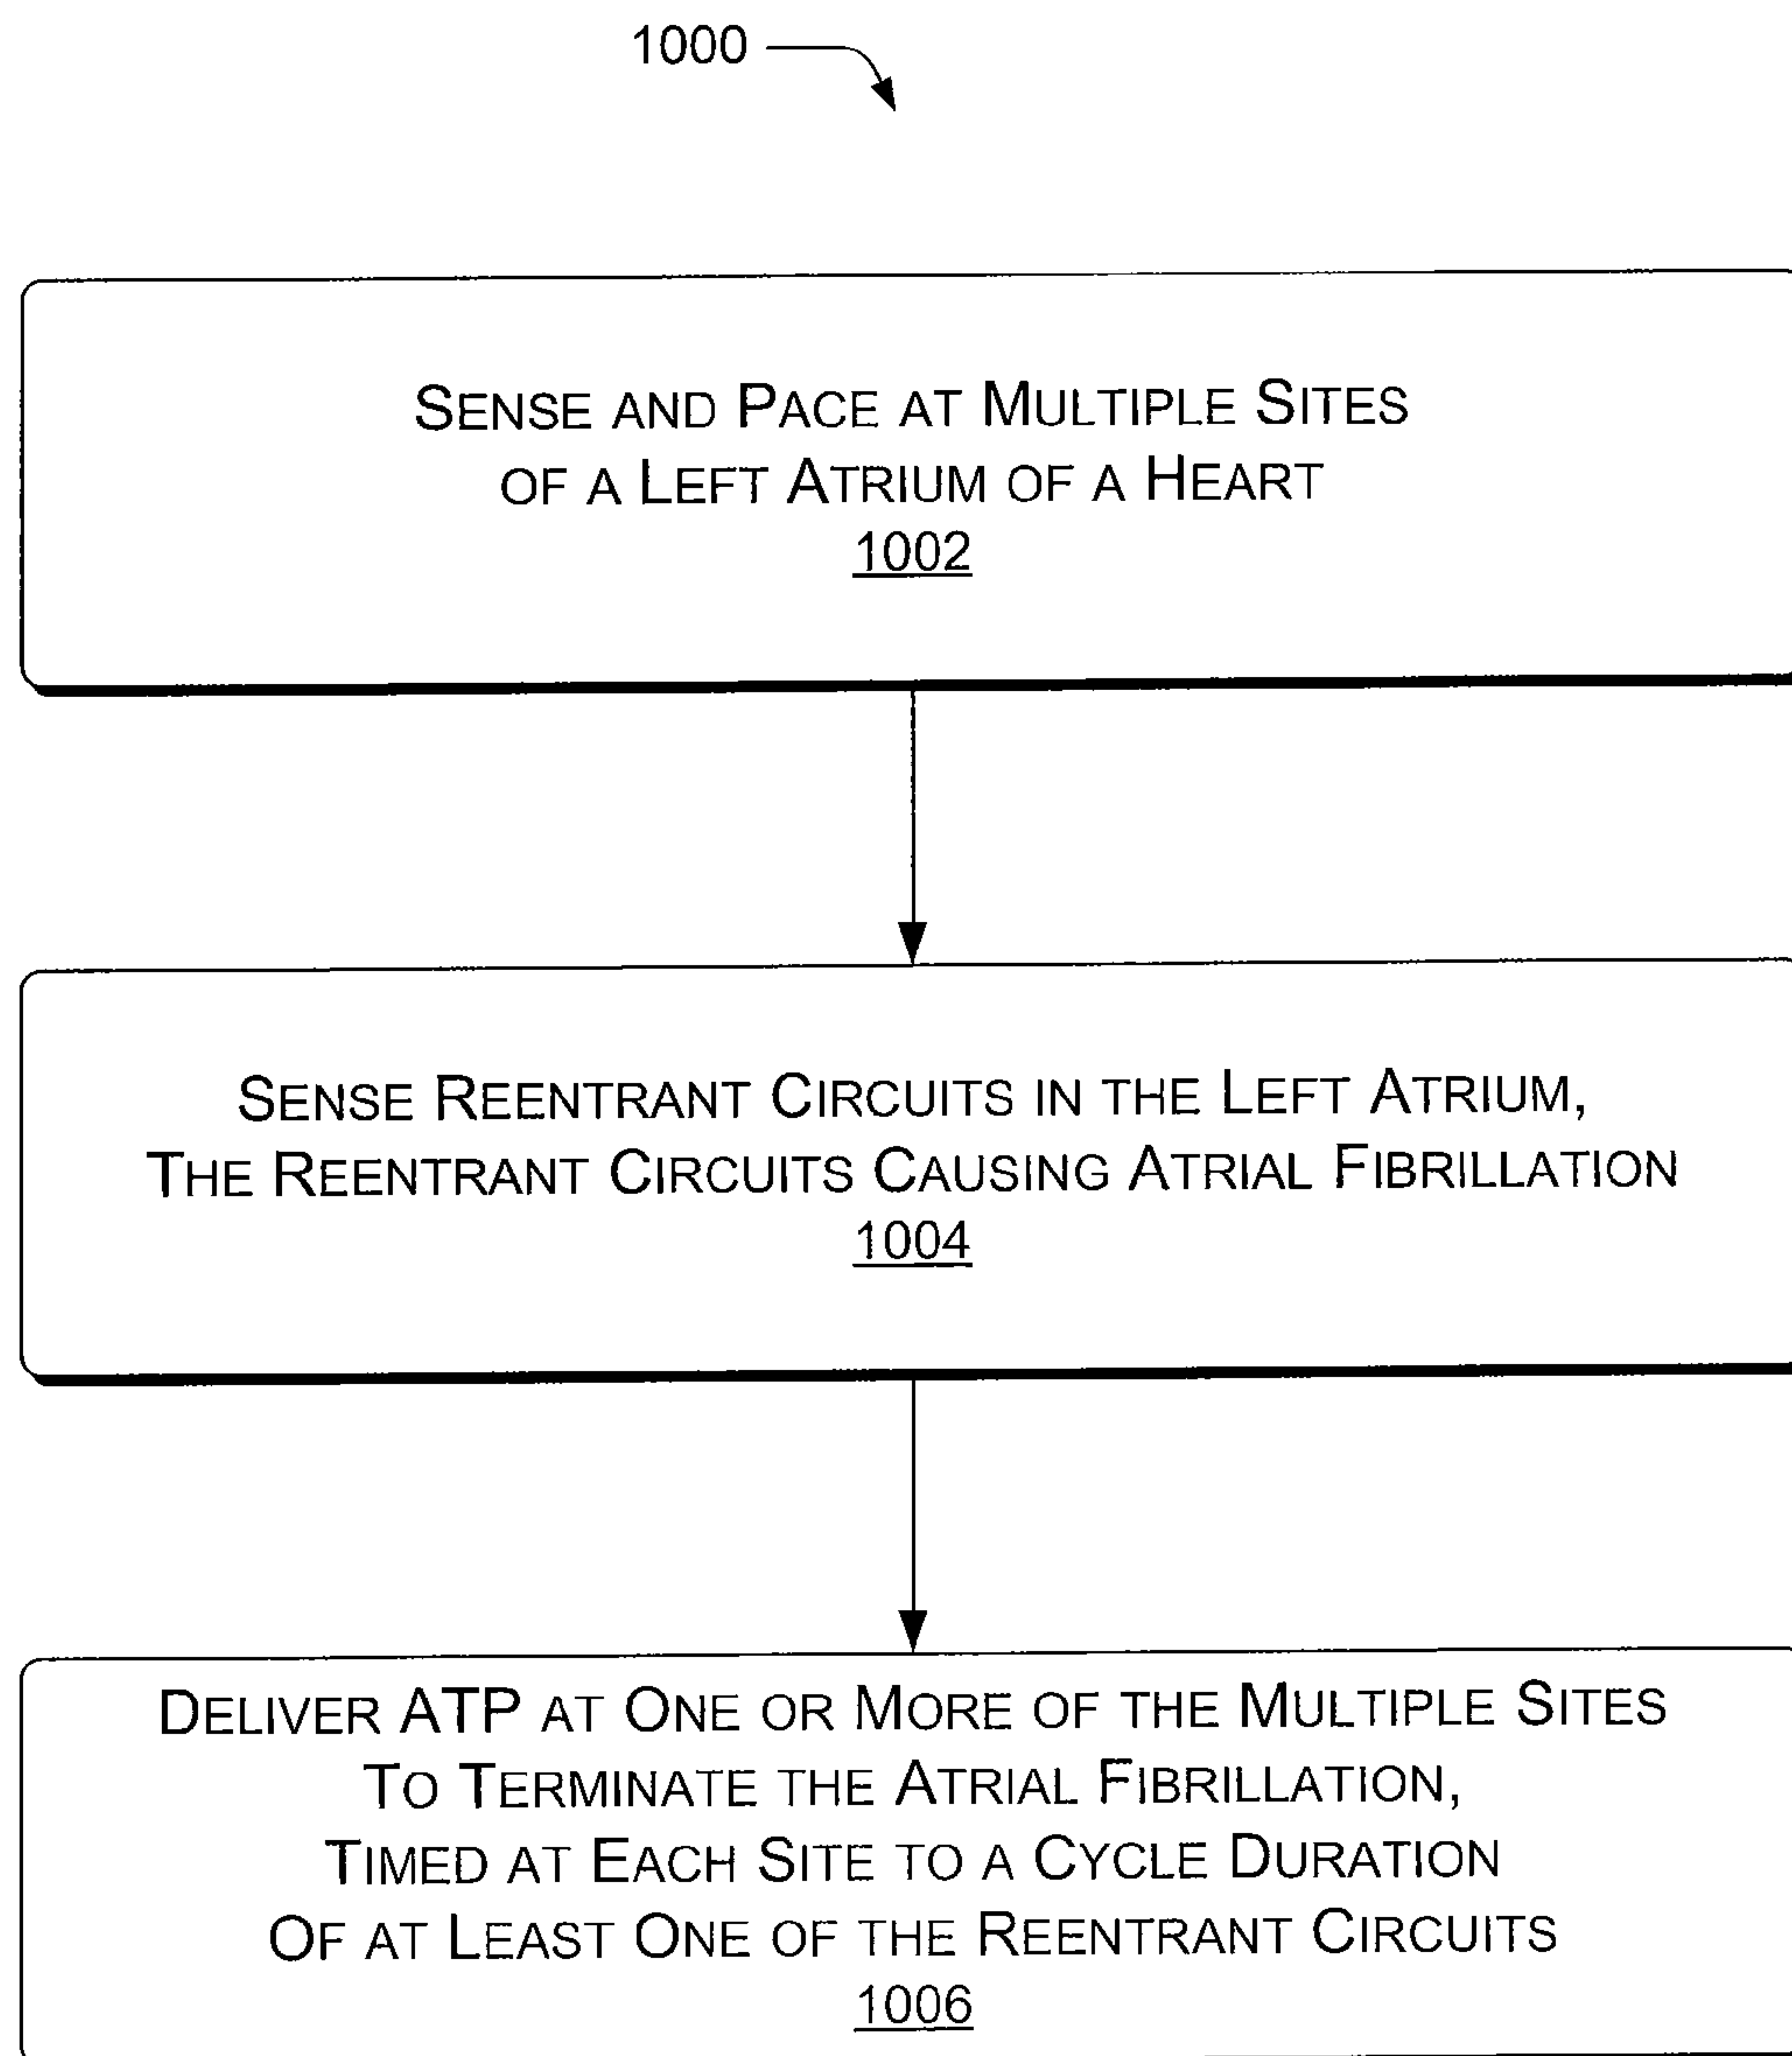 1000
SENSE AND PACE AT MULTIPLE SITES
OF A LEFT ATRIUM OF A HEART
1002
SENSE REENTRANT CIRCUITS IN THE LEFT ATRIUM,
THE REENTRANT CIRCUITS CAUSING ATRIAL FIBRILLATION
1004
DELIVER ATP AT ONE OR MORE OF THE MULTIPLE SITES
TO TERMINATE THE ATRIAL FIBRILLATION,
TIMED AT EACH SITE TO A CYCLE DURATION
OF AT LEAST ONE OF THE REENTRANT CIRCUITS
1006